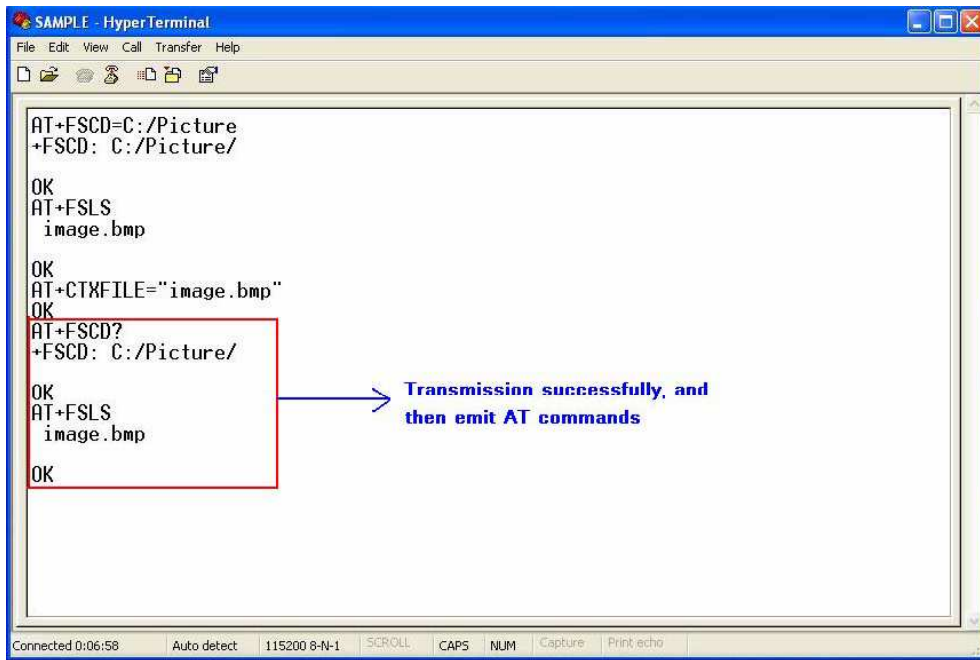 SAMPLE - HyperTerminal
File Edit View Call Transfer Help
AT+FSCD=C:/Picture
+FSCD: C:/Picture/
OK
AT+FSLS
image.bmp
OK
AT+CTXFILE="image.bmp"
OK
AT+FSCD?
+FSCD: C:/Picture/
OK
AT+FSLS
image.bmp
OK
Transmission successfully, and
then emit AT commands
Connected 0:06:58 Auto detect 115200 8-N-1 SCROLL CAPS NUM Capture Print echo